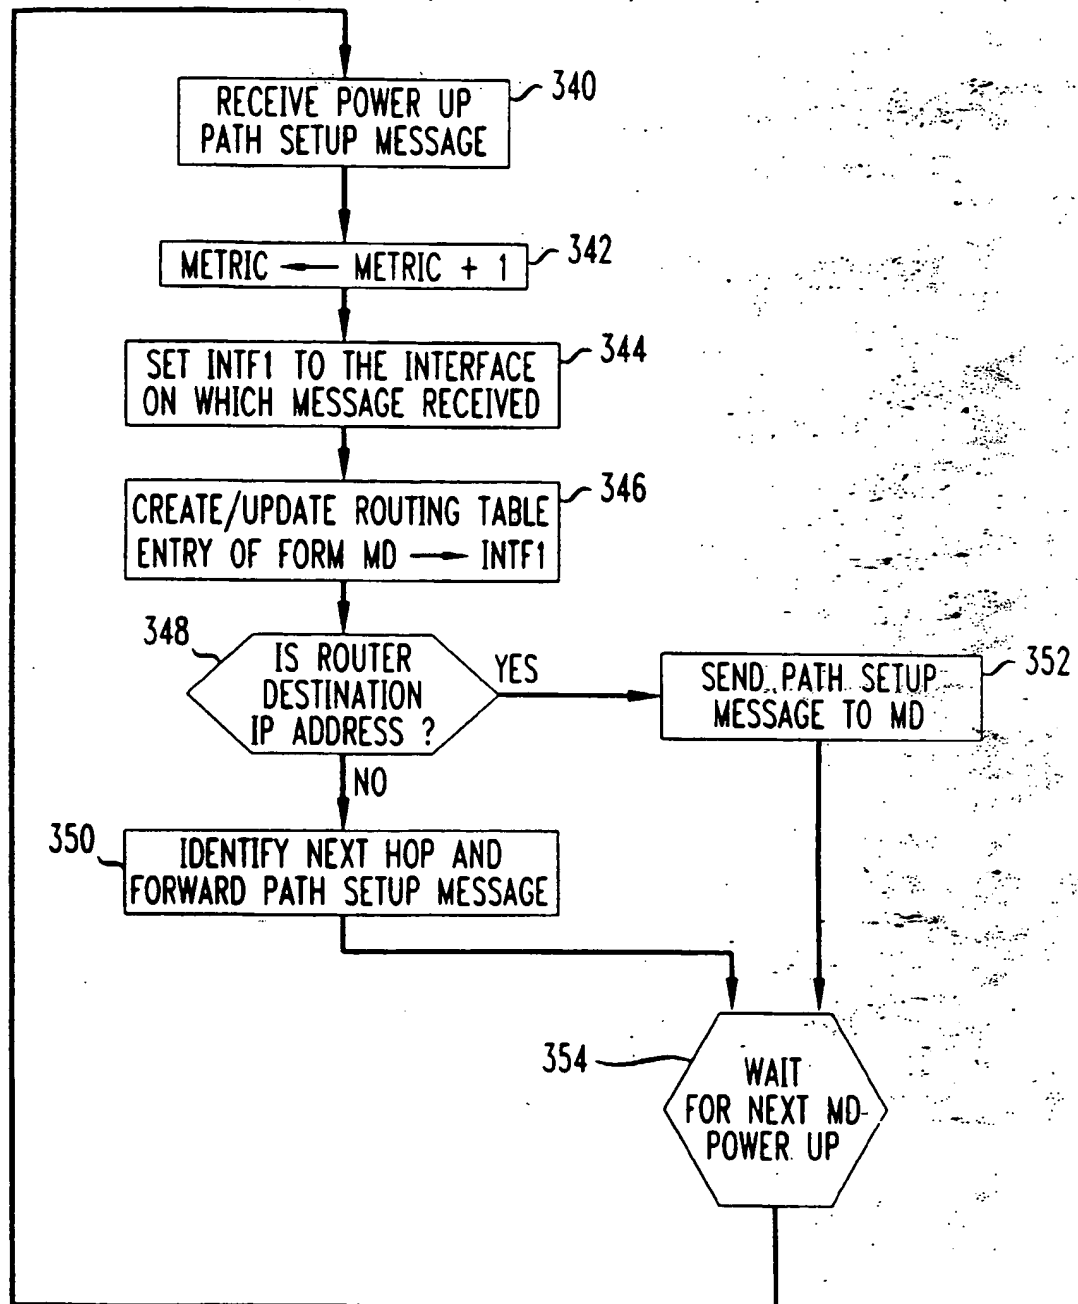 RECEIVE POWER UP
PATH SETUP MESSAGE
340
METRIC ← METRIC + 1
342
SET INTF1 TO THE INTERFACE
ON WHICH MESSAGE RECEIVED
344
CREATE/UPDATE ROUTING TABLE
ENTRY OF FORM MD → INTF1
346
348
IS ROUTER
DESTINATION
IP ADDRESS ?
YES
SEND PATH SETUP
MESSAGE TO MD
352
NO
350
IDENTIFY NEXT HOP AND
FORWARD PATH SETUP MESSAGE
354
WAIT
FOR NEXT MD
POWER UP